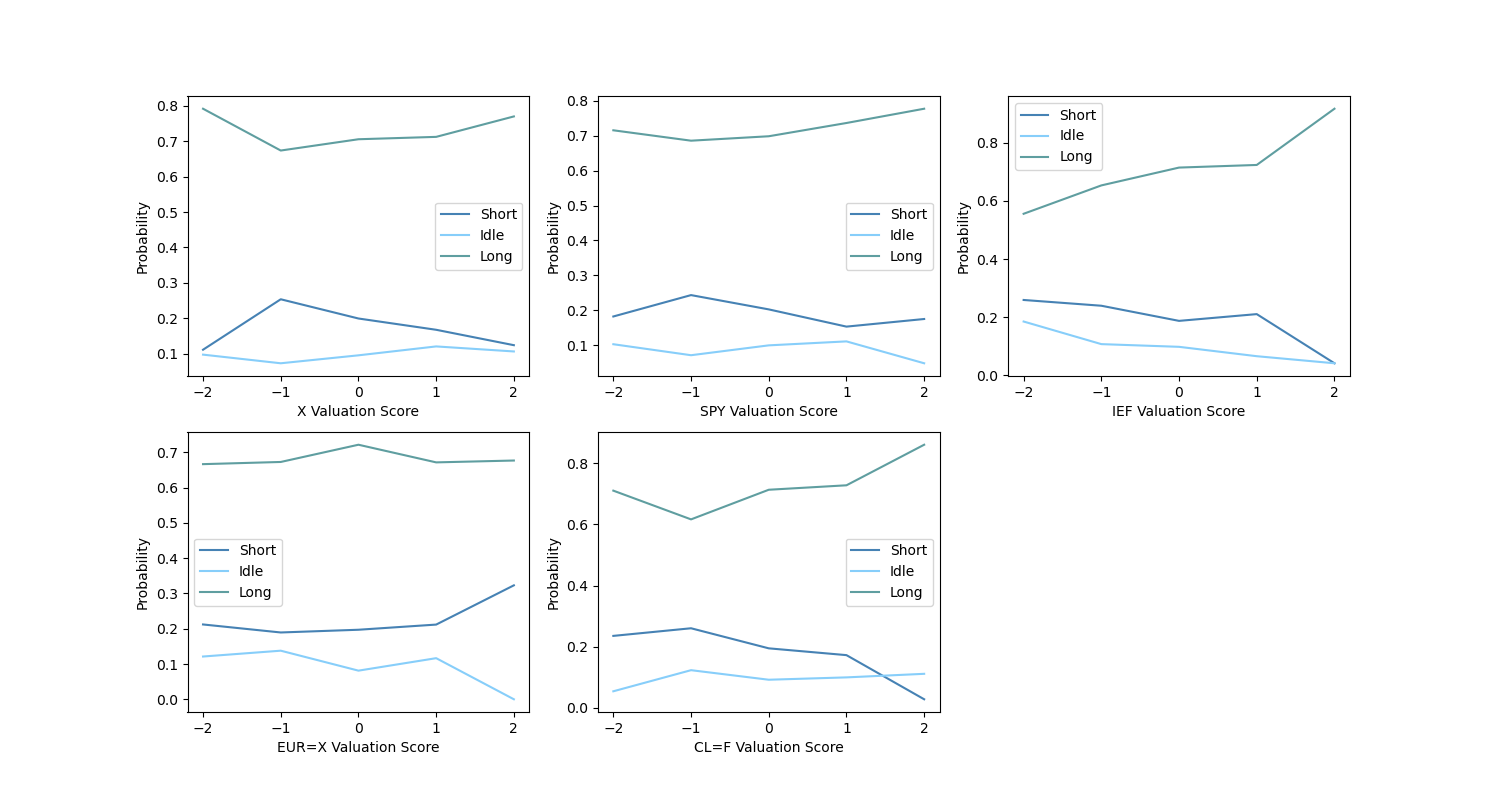 0.8
0.7
0.6
0.5
0.4
0.3
0.2
0.1
Probability
Short
Idle
Long
−2 −1 0 1 2
X Valuation Score
0.8
0.7
0.6
0.5
0.4
0.3
0.2
0.1
Probability
Short
Idle
Long
−2 −1 0 1 2
SPY Valuation Score
0.8
0.6
0.4
0.2
0.0
Probability
Short
Idle
Long
−2 −1 0 1 2
IEF Valuation Score
0.7
0.6
0.5
0.4
0.3
0.2
0.1
0.0
Probability
Short
Idle
Long
−2 −1 0 1 2
EUR=X Valuation Score
0.8
0.6
0.4
0.2
0.0
Probability
Short
Idle
Long
−2 −1 0 1 2
CL=F Valuation Score